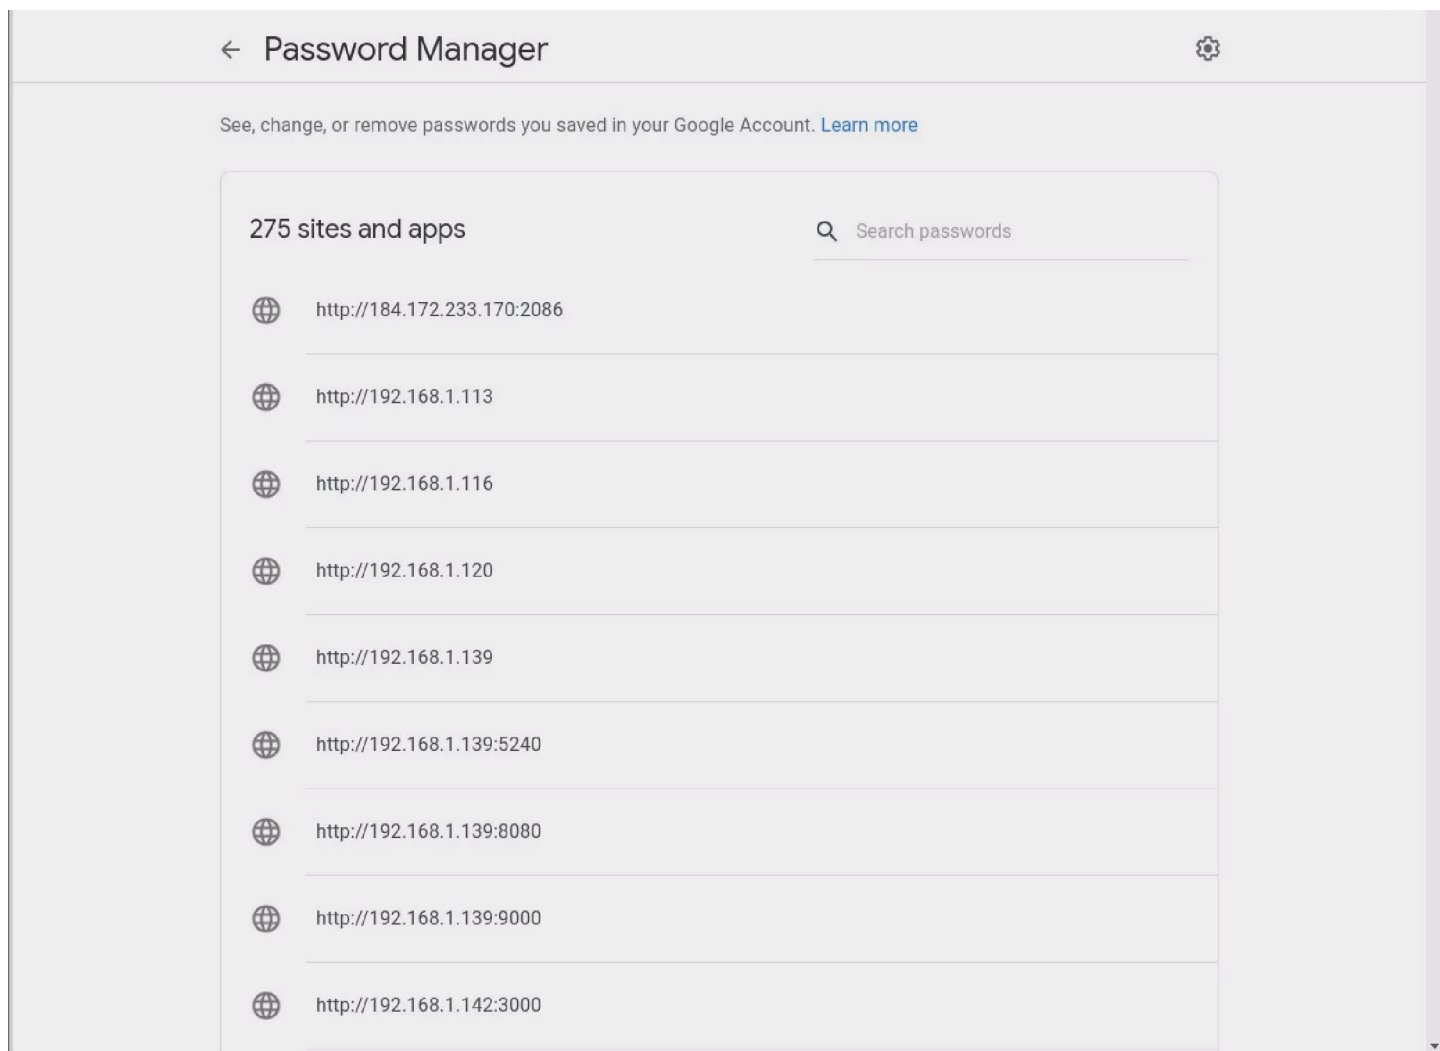 Password Manager
See, change, or remove passwords you saved in your Google Account. Learn more
275 sites and apps
Search passwords
http://184.172.233.170:2086
http://192.168.1.113
http://192.168.1.116
http://192.168.1.120
http://192.168.1.139
http://192.168.1.139:5240
http://192.168.1.139:8080
http://192.168.1.139:9000
http://192.168.1.142:3000